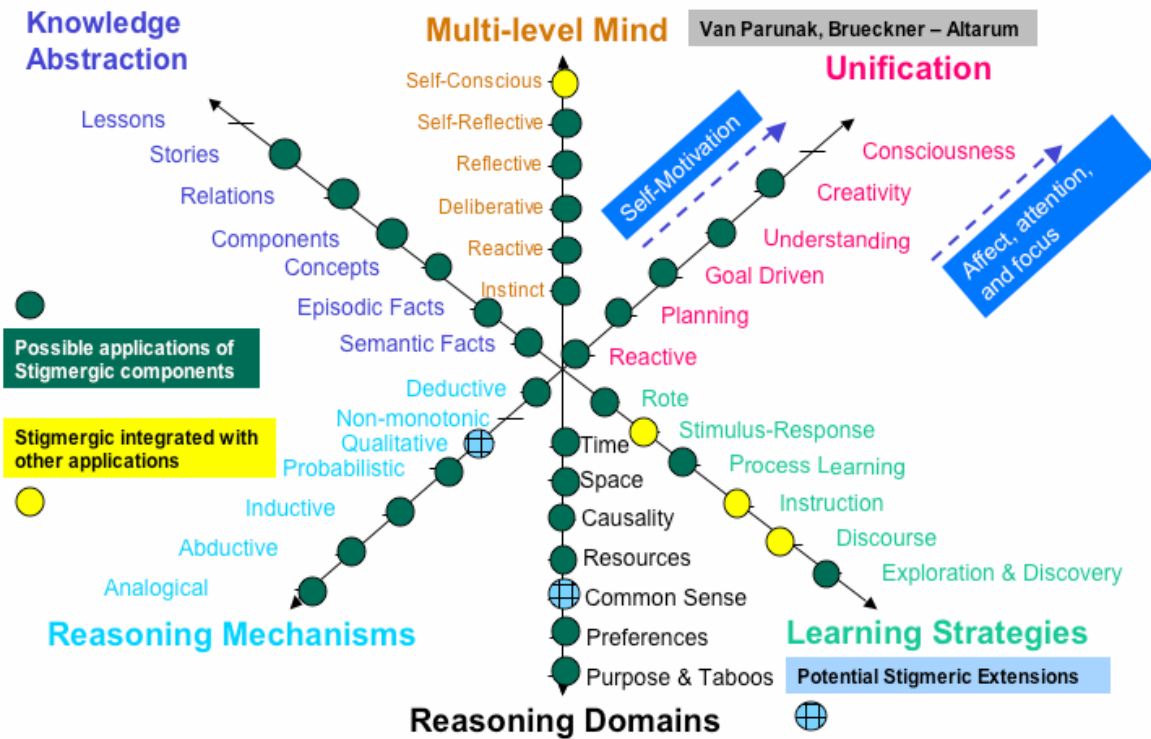 Knowledge
Abstraction
Multi-level Mind
Van Parunak, Brueckner – Altarum
Unification
Lessons
Stories
Relations
Components
Concepts
Episodic Facts
Semantic Facts
Self-Conscious
Self-Reflective
Reflective
Deliberative
Reactive
Instinct
Self-Motivation
Consciousness
Creativity
Understanding
Goal Driven
Planning
Reactive
Affect, attention,
and focus
Possible applications of
Stigmergic components
Stigmergic integrated with
other applications
Deductive
Non-monotonic
Qualitative
Probabilistic
Inductive
Abductive
Analogical
Reasoning Mechanisms
Time
Space
Causality
Resources
Common Sense
Preferences
Purpose & Taboos
Reasoning Domains
Rote
Stimulus-Response
Process Learning
Instruction
Discourse
Exploration & Discovery
Learning Strategies
Potential Stigmeric Extensions